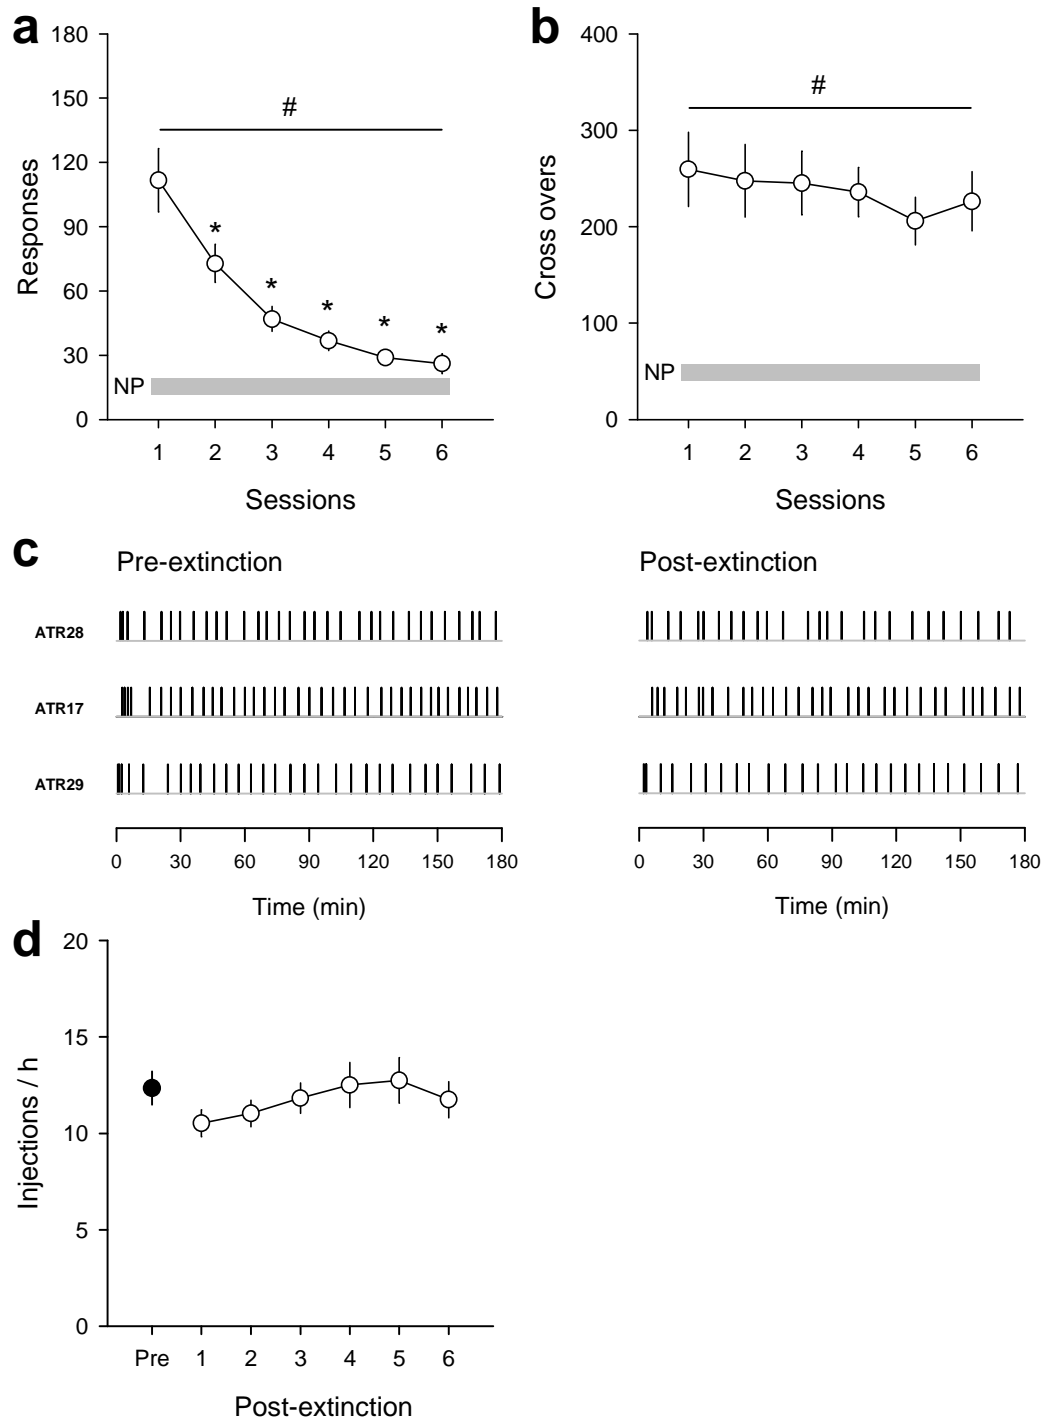 a
180
150
120
90
60
30
0
Responses
#
*
*
*
*
*
NP
1 2 3 4 5 6
Sessions
b
400
300
200
100
0
Cross overs
#
NP
1 2 3 4 5 6
Sessions
c
Pre-extinction
Post-extinction
ATR28
ATR17
ATR29
0 30 60 90 120 150 180
Time (min)
0 30 60 90 120 150 180
Time (min)
d
20
15
10
5
0
Injections / h
Pre 1 2 3 4 5 6
Post-extinction